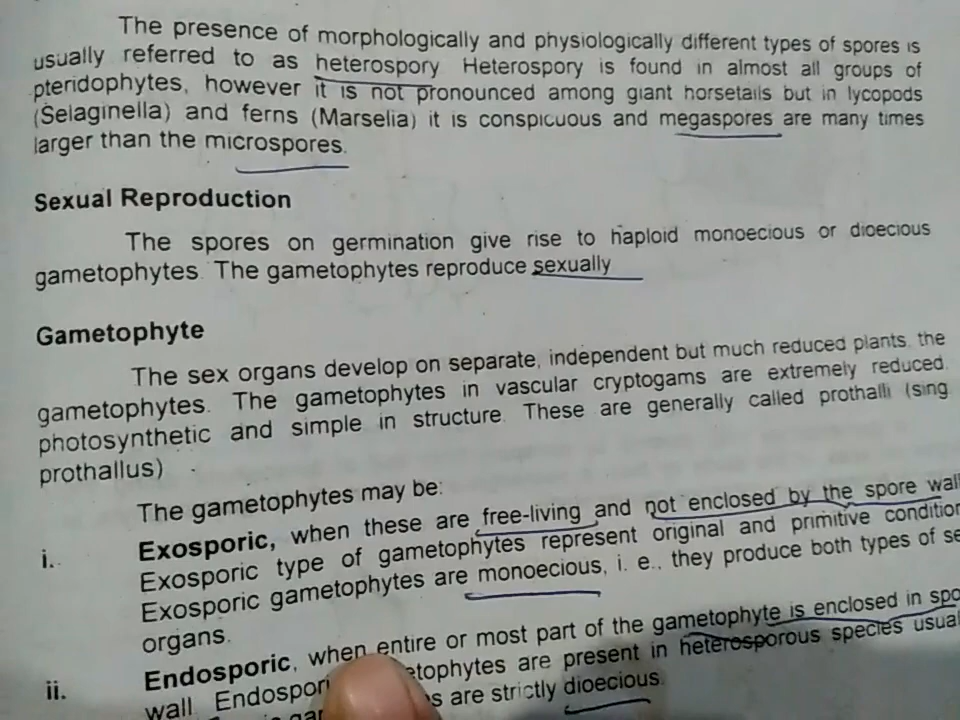 The presence of morphologically and physiologically different types of spores is
usually referred to as heterospory Heterospory is found in almost all groups of
pteridophytes, however it is not pronounced among giant horsetails but in lycopods
(Selaginella) and ferns (Marselia) it is conspicuous and megaspores are many times
larger than the microspores.
Sexual Reproduction
The spores on germination give rise to haploid monoecious or dioecious
gametophytes. The gametophytes reproduce sexually
Gametophyte
The sex organs develop on separate, independent but much reduced plants, the
gametophytes. The gametophytes in vascular cryptogams are extremely reduced,
photosynthetic and simple in structure. These are generally called prothalli (sing
prothallus)
The gametophytes may be:
i. Exosporic, when these are free-living and not enclosed by the spore wall
Exosporic type of gametophytes represent original and primitive condition
Exosporic gametophytes are monoecious, i. e., they produce both types of se
organs.
ii. Endosporic, when entire or most part of the gametophyte is enclosed in spo
wall. Endospori etophytes are present in heterosporous species usual
s are strictly dioecious.